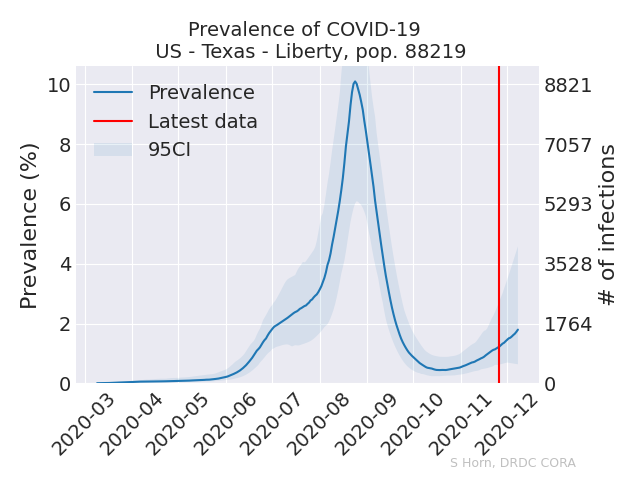 Prevalence of COVID-19
US - Texas - Liberty, pop. 88219
Prevalence (%)
10
8
6
4
2
0
Prevalence
Latest data
95CI
8821
7057
5293
3528
1764
0
# of infections
2020-03
2020-04
2020-05
2020-06
2020-07
2020-08
2020-09
2020-10
2020-11
2020-12
S Horn, DRDC CORA